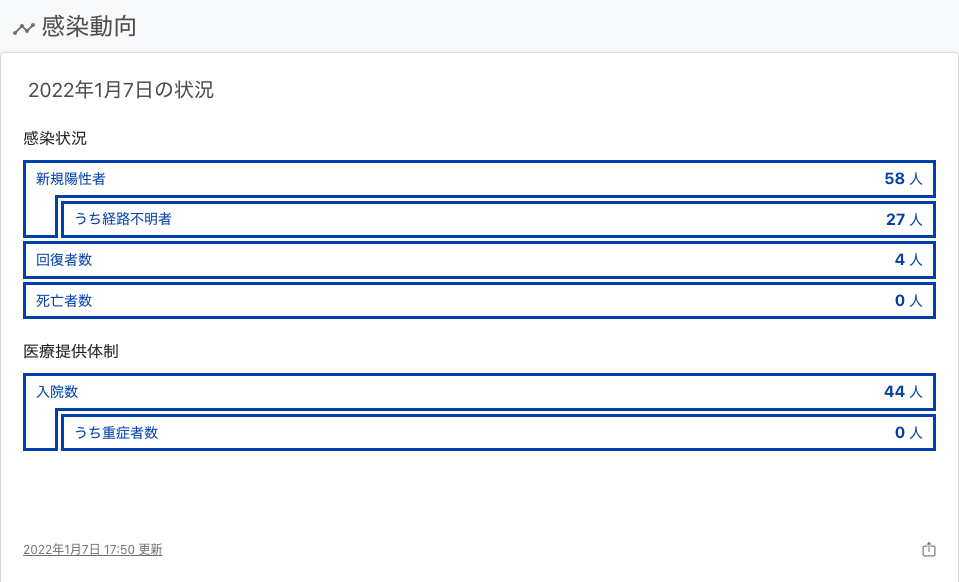 感染動向
2022年1月7日の状況
感染状況
新規陽性者 58 人
うち経路不明者 27 人
回復者数 4 人
死亡者数 0 人
医療提供体制
入院数 44 人
うち重症者数 0 人
2022年1月7日 17:50 更新